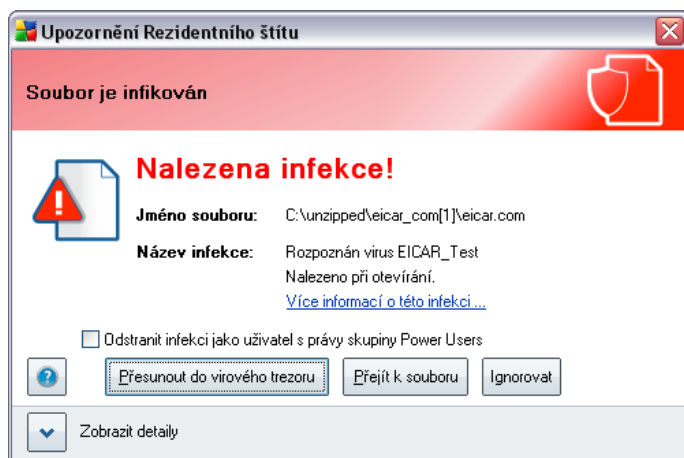 Upozornění Rezidentního štítu
Soubor je infikován
Nalezena infekce!
Jméno souboru: C:\unzipped\eicar_com[1]\eicar.com
Název infekce: Rozpoznán virus EICAR_Test
Nalezeno při otevírání.
Více informací o této infekci ...
Odstranit infekci jako uživatel s právy skupiny Power Users
Přesunout do virového trezoru Přejít k souboru Ignorovat
Zobrazit detaily